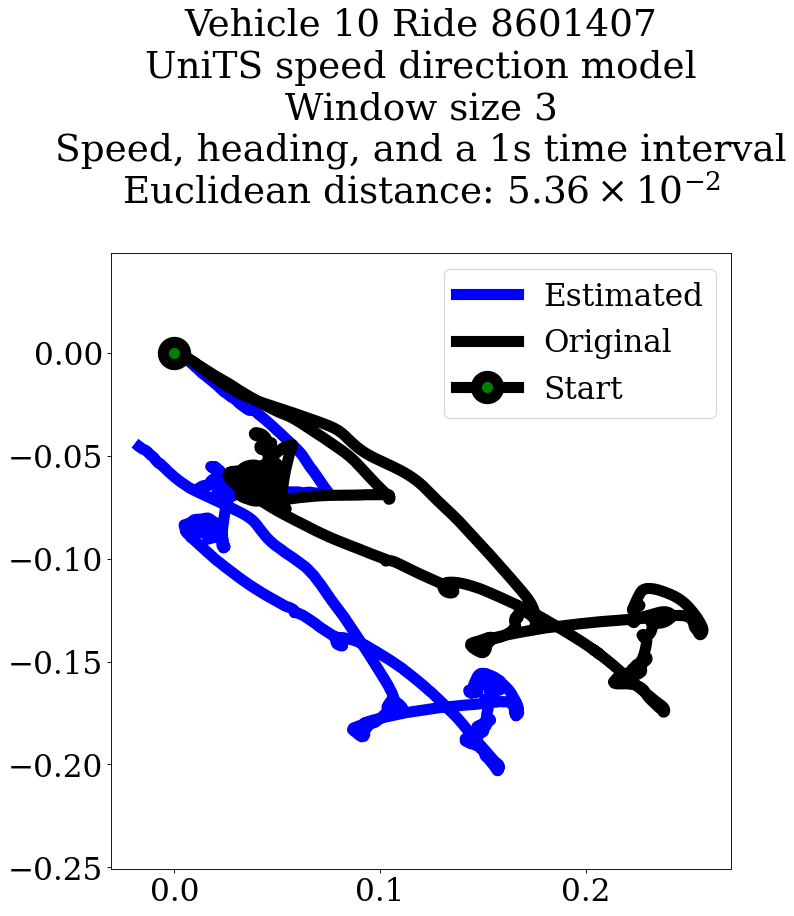 Vehicle 10 Ride 8601407
UniTS speed direction model
Window size 3
Speed, heading, and a 1s time interval
Euclidean distance: 5.36 × 10⁻²
Estimated
Original
Start
0.00
−0.05
−0.10
−0.15
−0.20
−0.25
0.0 0.1 0.2